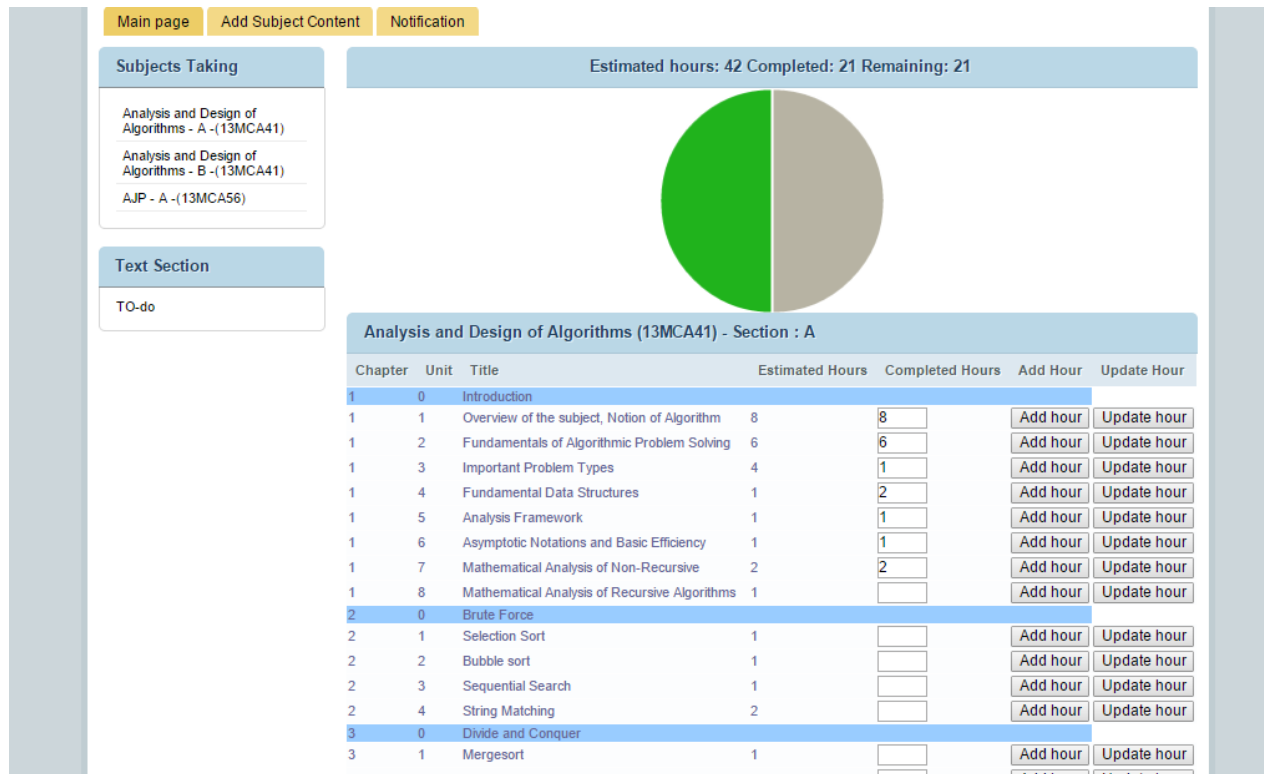 Main page Add Subject Content Notification
Subjects Taking
Analysis and Design of
Algorithms - A -(13MCA41)
Analysis and Design of
Algorithms - B -(13MCA41)
AJP - A -(13MCA56)
Text Section
TO-do
Estimated hours: 42 Completed: 21 Remaining: 21
Analysis and Design of Algorithms (13MCA41) - Section : A
Chapter Unit Title Estimated Hours Completed Hours Add Hour Update Hour
1 0 Introduction
1 1 Overview of the subject, Notion of Algorithm 8 8 Add hour Update hour
1 2 Fundamentals of Algorithmic Problem Solving 6 6 Add hour Update hour
1 3 Important Problem Types 4 1 Add hour Update hour
1 4 Fundamental Data Structures 1 2 Add hour Update hour
1 5 Analysis Framework 1 1 Add hour Update hour
1 6 Asymptotic Notations and Basic Efficiency 1 1 Add hour Update hour
1 7 Mathematical Analysis of Non-Recursive 2 2 Add hour Update hour
1 8 Mathematical Analysis of Recursive Algorithms 1 Add hour Update hour
2 0 Brute Force
2 1 Selection Sort 1 Add hour Update hour
2 2 Bubble sort 1 Add hour Update hour
2 3 Sequential Search 1 Add hour Update hour
2 4 String Matching 2 Add hour Update hour
3 0 Divide and Conquer
3 1 Mergesort 1 Add hour Update hour